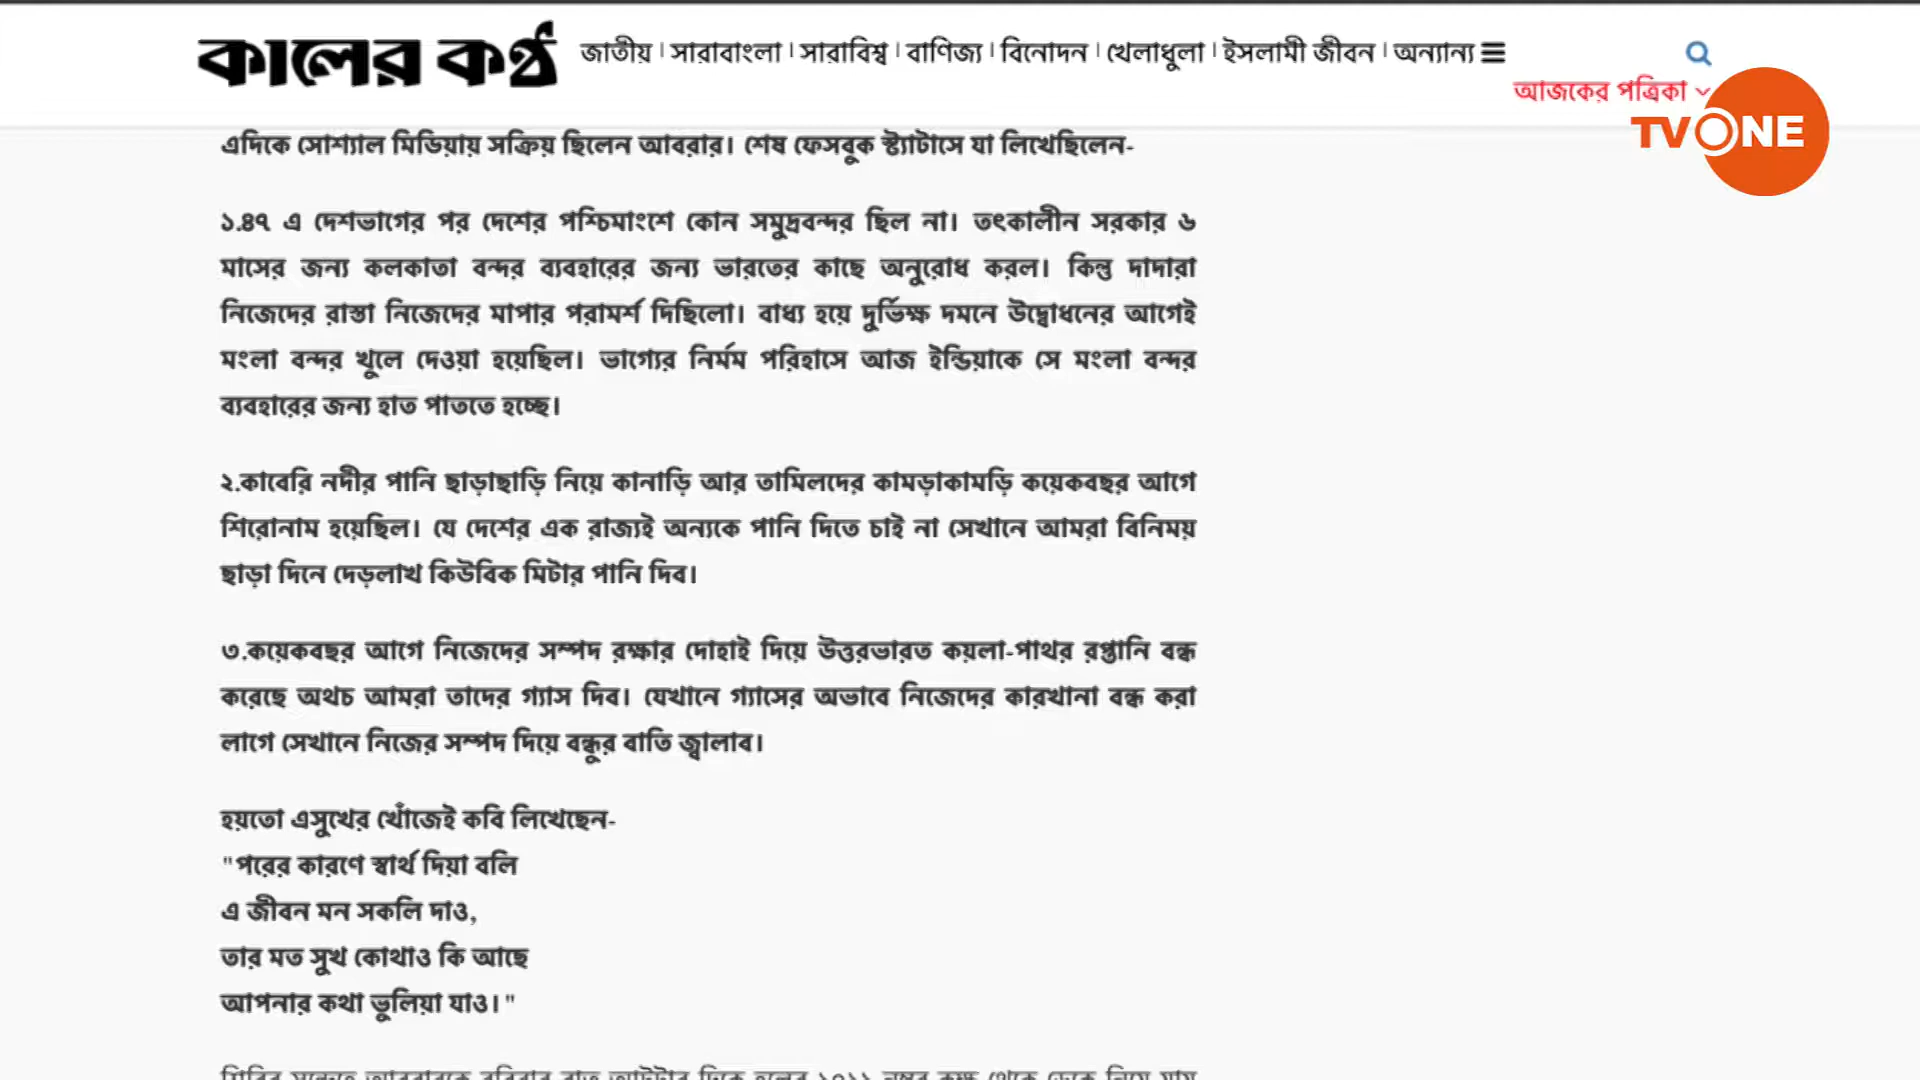 কালের কণ্ঠ
জাতীয় | সারাবাংলা | সারাবিশ্ব | বাণিজ্য | বিনোদন | খেলাধুলা | ইসলামী জীবন | অন্যান্য
আজকের পত্রিকা
TV ONE
এদিকে সোশ্যাল মিডিয়ায় সক্রিয় ছিলেন আবরার। শেষ ফেসবুক স্ট্যাটাসে যা লিখেছিলেন-
১.৪৭ এ দেশভাগের পর দেশের পশ্চিমাংশে কোন সমুদ্রবন্দর ছিল না। তৎকালীন সরকার ৬
মাসের জন্য কলকাতা বন্দর ব্যবহারের জন্য ভারতের কাছে অনুরোধ করল। কিন্তু দাদারা
নিজেদের রাস্তা নিজেদের মাপার পরামর্শ দিছিলো। বাধ্য হয়ে দুর্ভিক্ষ দমনে উদ্বোধনের আগেই
মংলা বন্দর খুলে দেওয়া হয়েছিল। ভাগ্যের নির্মম পরিহাসে আজ ইন্ডিয়াকে সে মংলা বন্দর
ব্যবহারের জন্য হাত পাততে হচ্ছে।
২.কাবেরি নদীর পানি ছাড়াছাড়ি নিয়ে কানাড়ি আর তামিলদের কামড়াকামড়ি কয়েকবছর আগে
শিরোনাম হয়েছিল। যে দেশের এক রাজ্যই অন্যকে পানি দিতে চাই না সেখানে আমরা বিনিময়
ছাড়া দিনে দেড়লাখ কিউবিক মিটার পানি দিব।
৩.কয়েকবছর আগে নিজেদের সম্পদ রক্ষার দোহাই দিয়ে উত্তরভারত কয়লা-পাথর রপ্তানি বন্ধ
করেছে অথচ আমরা তাদের গ্যাস দিব। যেখানে গ্যাসের অভাবে নিজেদের কারখানা বন্ধ করা
লাগে সেখানে নিজের সম্পদ দিয়ে বন্ধুর বাতি জ্বালাব।
হয়তো এসুখের খোঁজেই কবি লিখেছেন-
"পরের কারণে স্বার্থ দিয়া বলি
এ জীবন মন সকলি দাও,
তার মত সুখ কোথাও কি আছে
আপনার কথা ভুলিয়া যাও।"